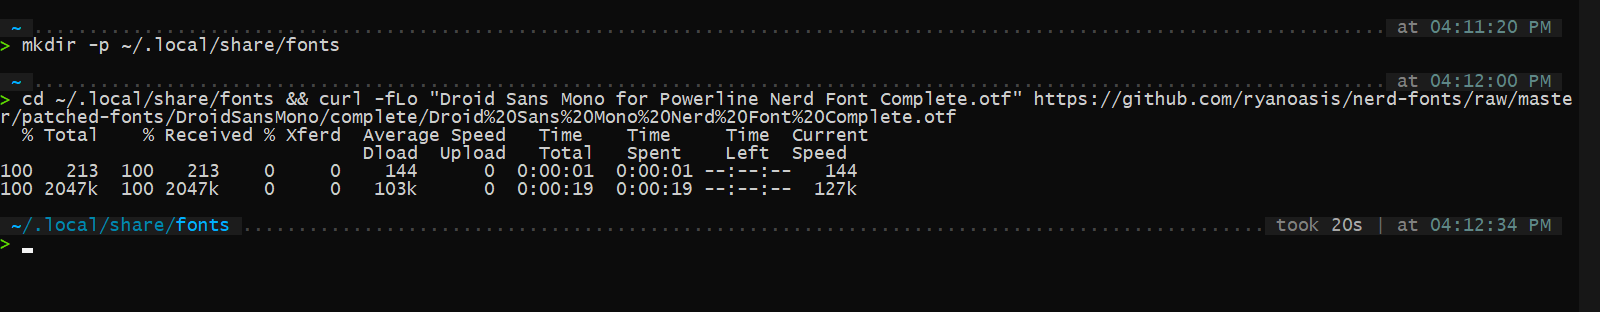 ~ ................................................................ at 04:11:20 PM
> mkdir -p ~/.local/share/fonts
~ ................................................................ at 04:12:00 PM
> cd ~/.local/share/fonts && curl -fLo "Droid Sans Mono for Powerline Nerd Font Complete.otf" https://github.com/ryanoasis/nerd-fonts/raw/maste
r/patched-fonts/DroidSansMono/complete/Droid%20Sans%20Mono%20Nerd%20Font%20Complete.otf
  % Total    % Received % Xferd  Average Speed   Time    Time     Time  Current
                                 Dload  Upload   Total   Spent    Left  Speed
100   213  100   213    0     0    144      0  0:00:01  0:00:01 --:--:--   144
100 2047k  100 2047k    0     0   103k      0  0:00:19  0:00:19 --:--:--  127k
~/.local/share/fonts ................................................ took 20s | at 04:12:34 PM
>